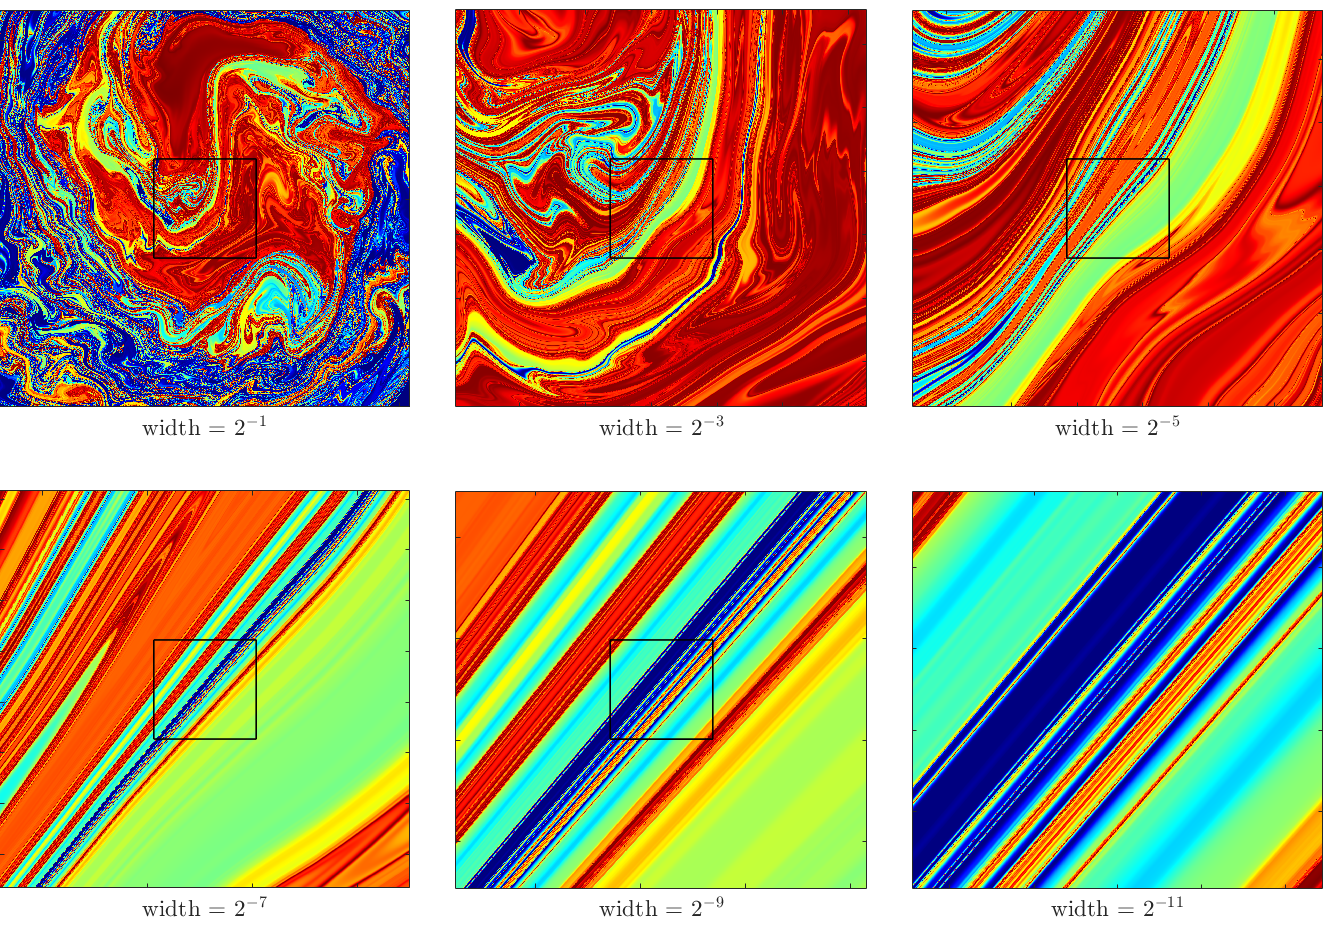 width = 2⁻¹
width = 2⁻³
width = 2⁻⁵
width = 2⁻⁷
width = 2⁻⁹
width = 2⁻¹¹